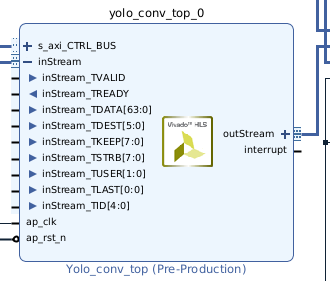 yolo_conv_top_0
s_axi_CTRL_BUS
inStream
inStream_TVALID
inStream_TREADY
inStream_TDATA[63:0]
inStream_TDEST[5:0]
inStream_TKEEP[7:0]
inStream_TSTRB[7:0]
inStream_TUSER[1:0]
inStream_TLAST[0:0]
inStream_TID[4:0]
ap_clk
ap_rst_n
Vivado™ HLS
outStream
interrupt
Yolo_conv_top (Pre-Production)